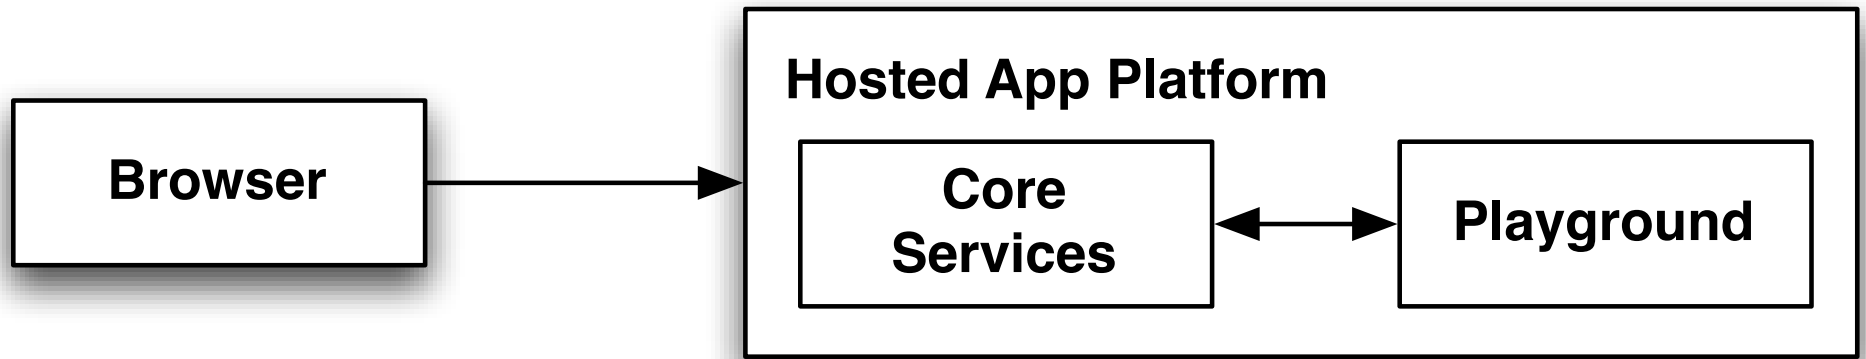 Hosted App Platform
Browser
Core
Services
Playground